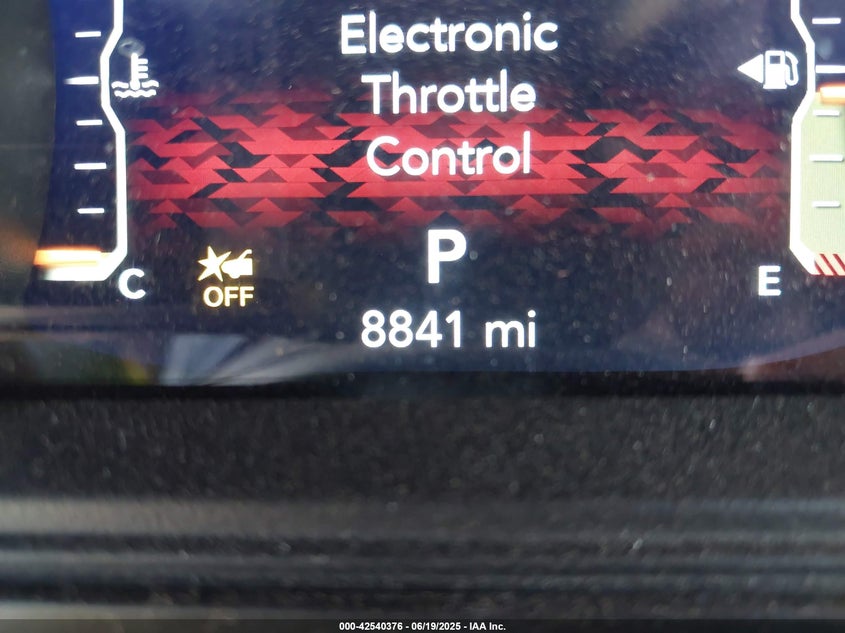 Electronic
Throttle
Control
P
C
OFF
E
8841 mi
000-42540376 - 06/19/2025 - IAA Inc.